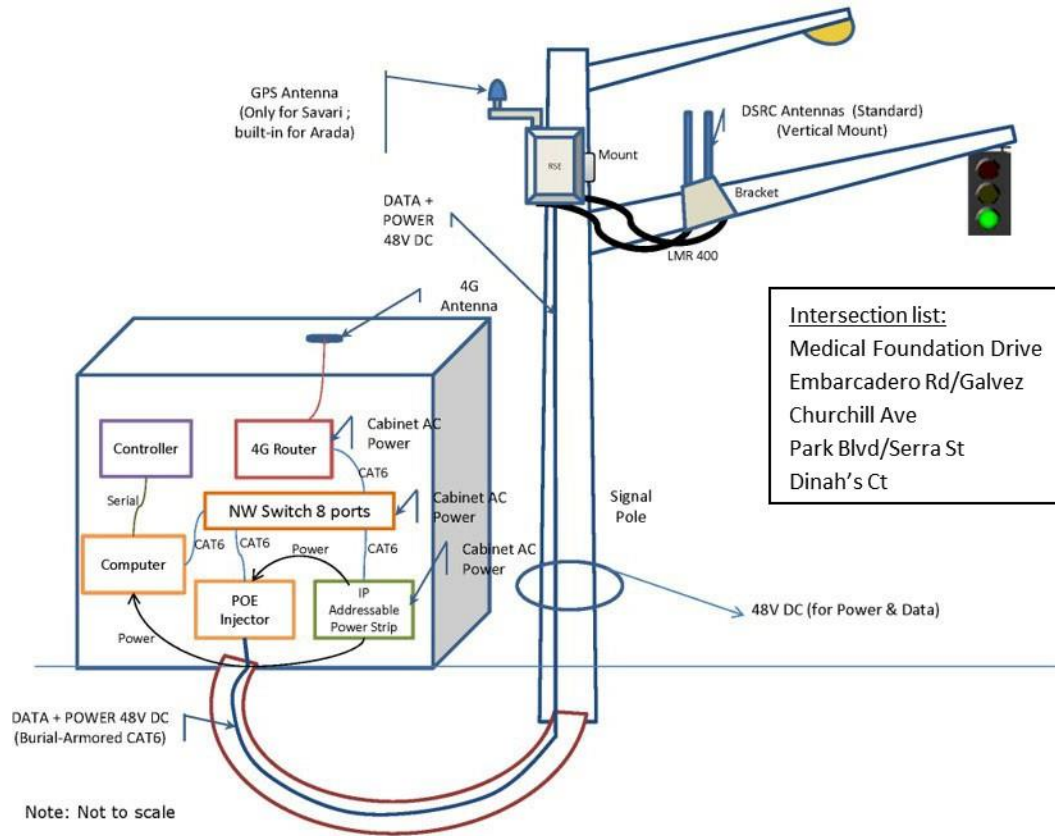 GPS Antenna
(Only for Savari ;
built-in for Arada)
DSRC Antennas (Standard)
(Vertical Mount)
RSE
Mount
Bracket
DATA +
POWER
48V DC
LMR 400
4G
Antenna
Intersection list:
Medical Foundation Drive
Embarcadero Rd/Galvez
Churchill Ave
Park Blvd/Serra St
Dinah's Ct
Controller
4G Router
Cabinet AC
Power
CAT6
Serial
NW Switch 8 ports
Cabinet AC
Power
Signal
Pole
CAT6
CAT6
Power
CAT6
Cabinet AC
Power
Computer
POE
Injector
IP
Addressable
Power Strip
48V DC (for Power & Data)
Power
DATA + POWER 48V DC
(Burial-Armored CAT6)
Note: Not to scale